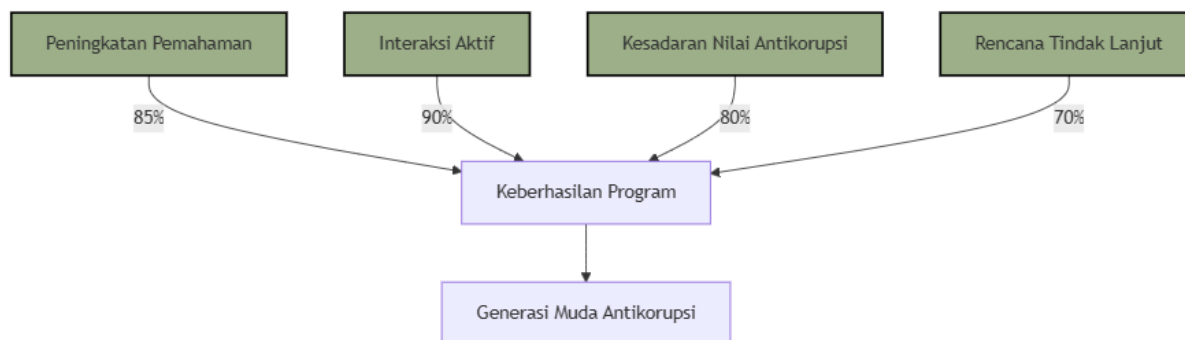 Peningkatan Pemahaman
Interaksi Aktif
Kesadaran Nilai Antikorupsi
Rencana Tindak Lanjut
85%
90%
80%
70%
Keberhasilan Program
Generasi Muda Antikorupsi